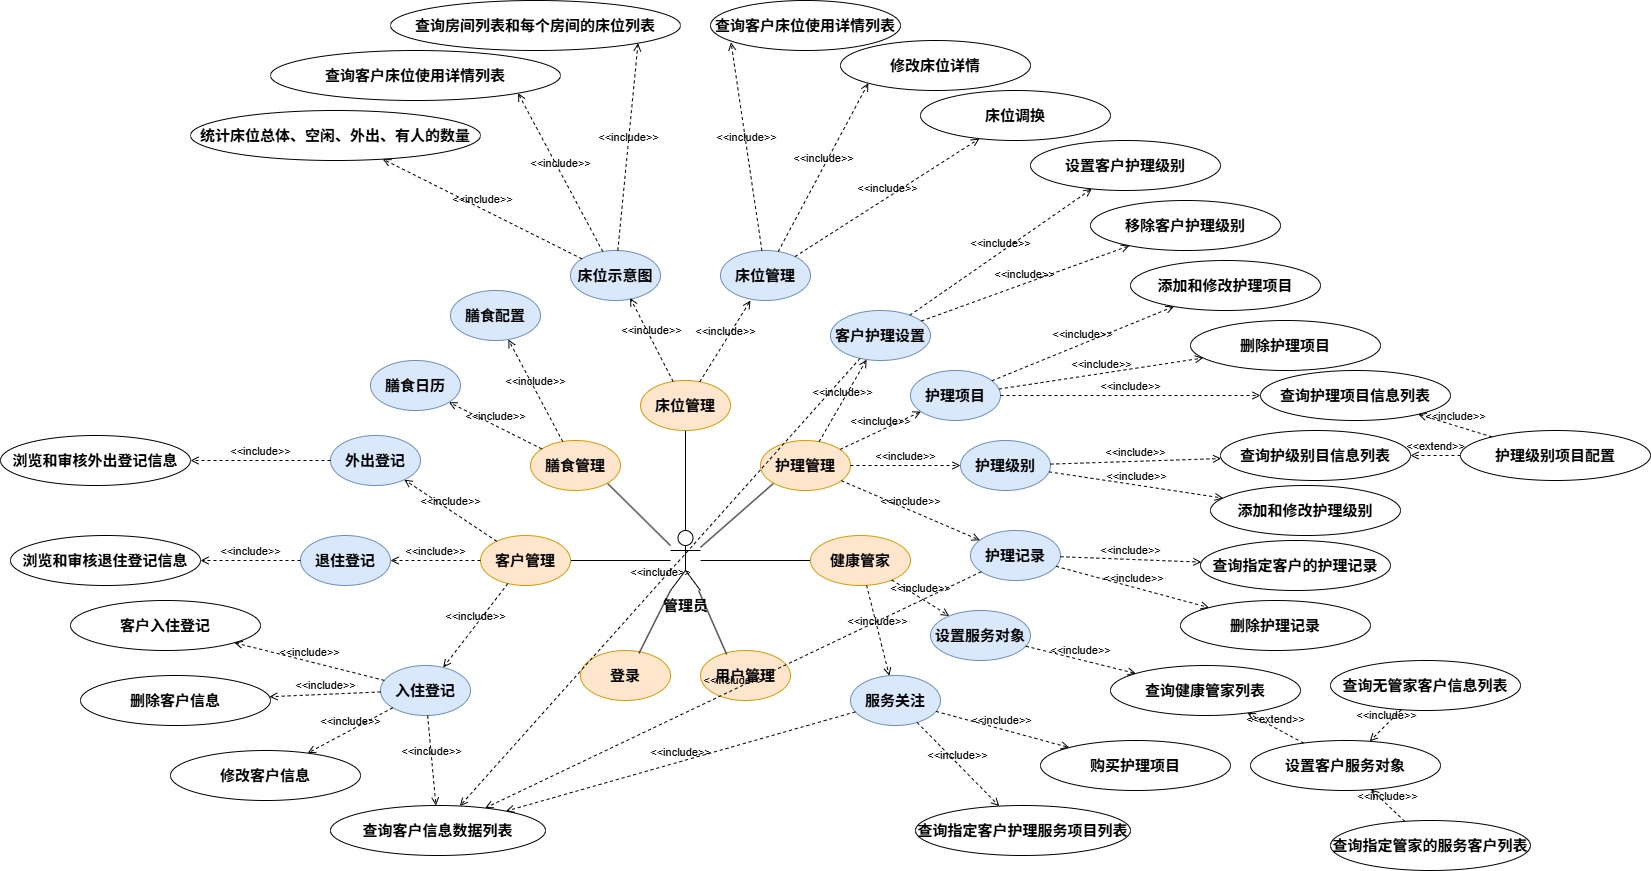 查询房间列表和每个房间的床位列表
查询客户床位使用详情列表
修改床位详情
查询客户床位使用详情列表
床位调换
统计床位总体、空闲、外出、有人的数量
<<include>>
<<include>>
<<include>>
<<include>>
设置客户护理级别
<<include>>
<<include>>
<<include>>
移除客户护理级别
<<include>>
床位示意图
床位管理
<<include>>
添加和修改护理项目
膳食配置
<<include>>
<<include>>
客户护理设置
<<include>>
删除护理项目
膳食日历
<<include>>
<<include>>
<<include>>
<<include>>
护理项目
查询护理项目信息列表
床位管理
<<include>>
<<include>>
<<include>>
浏览和审核外出登记信息
<<include>>
外出登记
膳食管理
护理管理
<<include>>
护理级别
<<include>>
查询护级别目信息列表
<<extend>>
护理级别项目配置
<<include>>
<<include>>
<<include>>
添加和修改护理级别
浏览和审核退住登记信息
<<include>>
退住登记
<<include>>
客户管理
健康管家
护理记录
<<include>>
查询指定客户的护理记录
<<include>>
<<include>>
<<include>>
管理员
客户入住登记
<<include>>
<<include>>
设置服务对象
删除护理记录
<<include>>
<<include>>
登录
用户管理
<<include>>
删除客户信息
<<include>>
入住登记
服务关注
查询健康管家列表
查询无管家客户信息列表
<<include>>
<<include>>
<<extend>>
<<include>>
<<include>>
<<include>>
<<include>>
修改客户信息
购买护理项目
设置客户服务对象
<<include>>
查询客户信息数据列表
查询指定客户护理服务项目列表
查询指定管家的服务客户列表